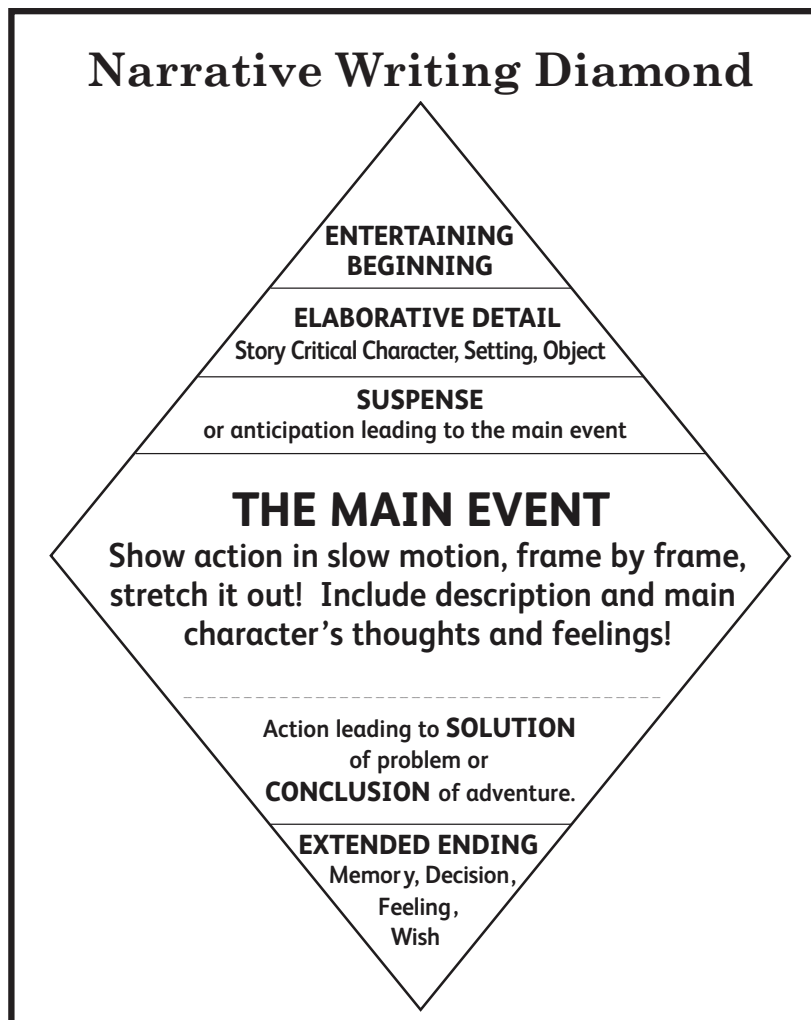 Narrative Writing Diamond
ENTERTAINING
BEGINNING
ELABORATIVE DETAIL
Story Critical Character, Setting, Object
SUSPENSE
or anticipation leading to the main event
THE MAIN EVENT
Show action in slow motion, frame by frame,
stretch it out!  Include description and main
character's thoughts and feelings!
Action leading to SOLUTION
of problem or
CONCLUSION of adventure.
EXTENDED ENDING
Memory, Decision,
Feeling,
Wish